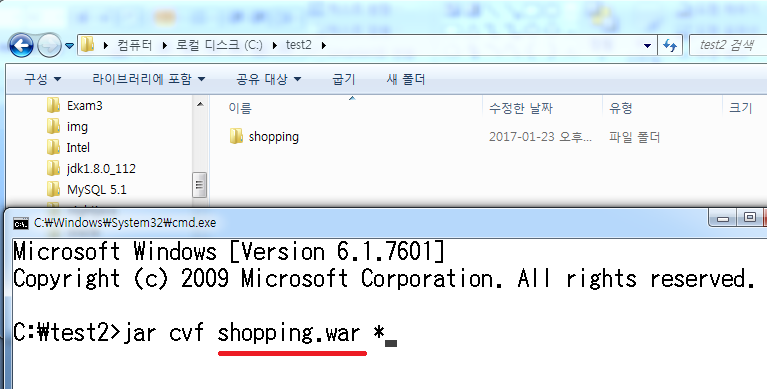 컴퓨터 ▸ 로컬 디스크 (C:) ▸ test2 ▸
test2 검색
구성 라이브러리에 포함 공유 대상 굽기 새 폴더
이름 수정한 날짜 유형 크기
Exam3
img
Intel
jdk1.8.0_112
MySQL 5.1
shopping 2017-01-23 오후... 파일 폴더
C:₩Windows₩System32₩cmd.exe
Microsoft Windows [Version 6.1.7601]
Copyright (c) 2009 Microsoft Corporation. All rights reserved.
C:₩test2>jar cvf shopping.war *